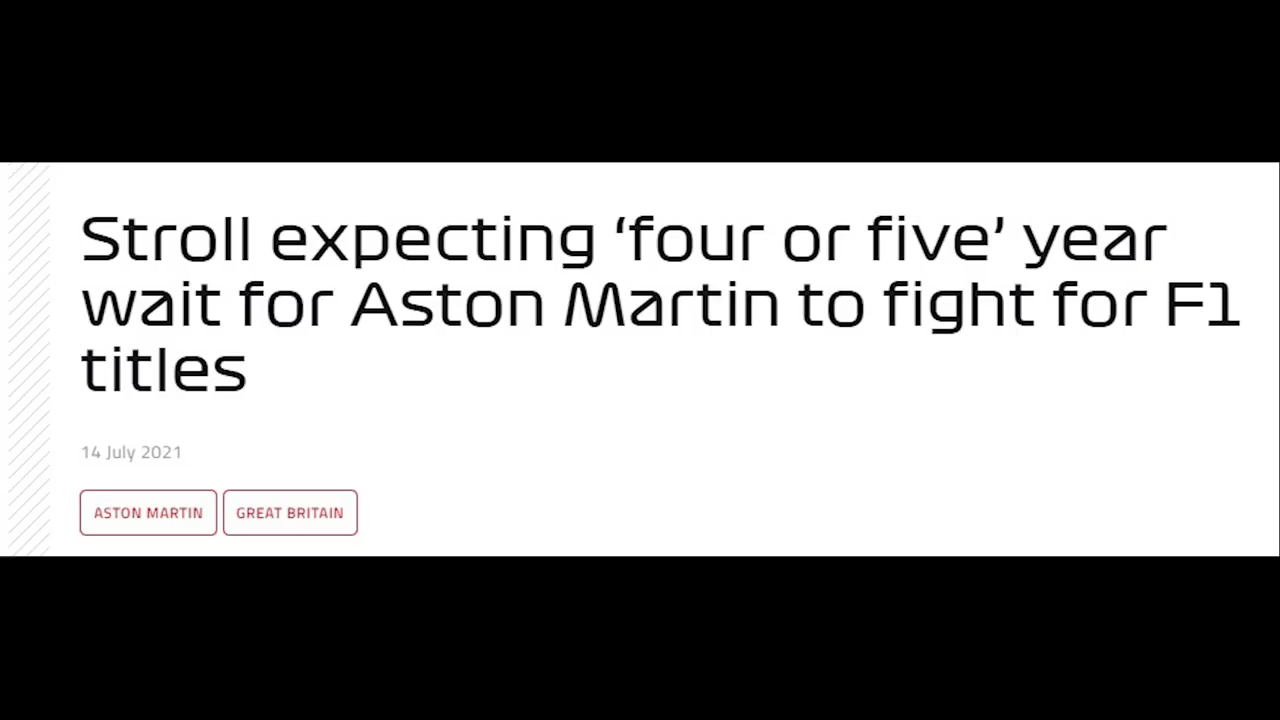 Stroll expecting ‘four or five’ year
wait for Aston Martin to fight for F1
titles
14 July 2021
ASTON MARTIN
GREAT BRITAIN